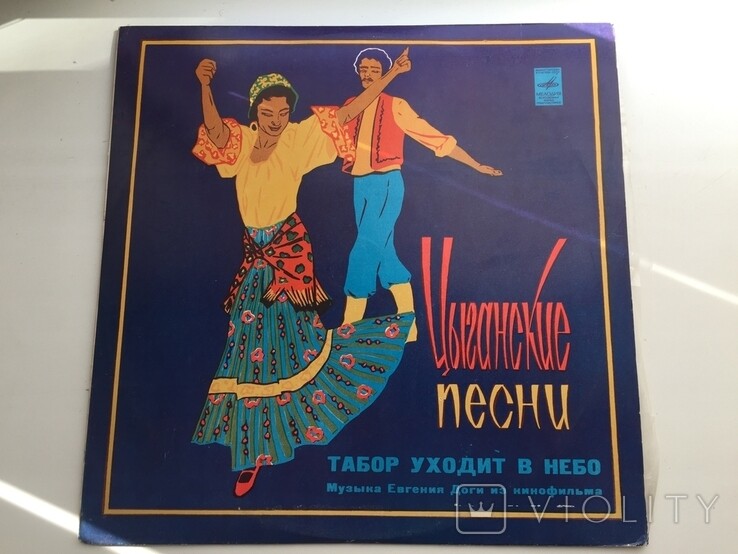 Цыганские
песни
ТАБОР УХОДИТ В НЕБО
Музыка Евгения Доги из кинофильма
VIOLITY